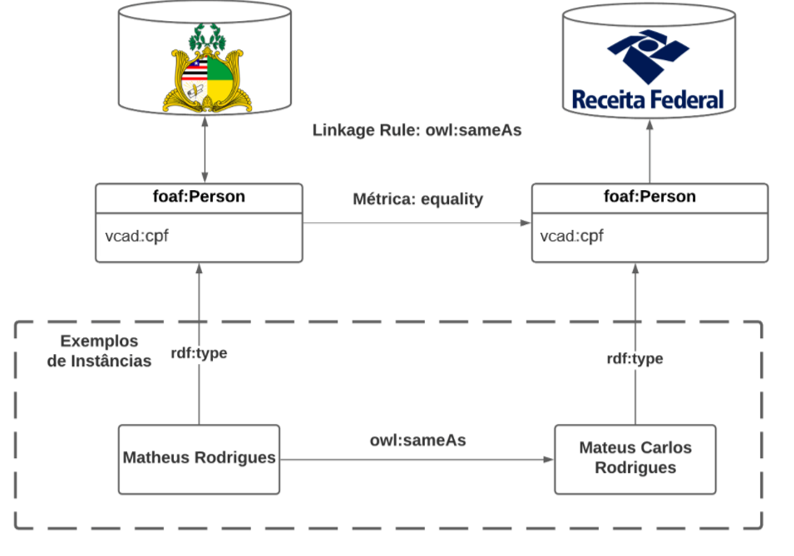 Receita Federal
Linkage Rule: owl:sameAs
foaf:Person
vcad:cpf
Métrica: equality
foaf:Person
vcad:cpf
Exemplos
de Instâncias
rdf:type
rdf:type
Matheus Rodrigues
owl:sameAs
Mateus Carlos
Rodrigues